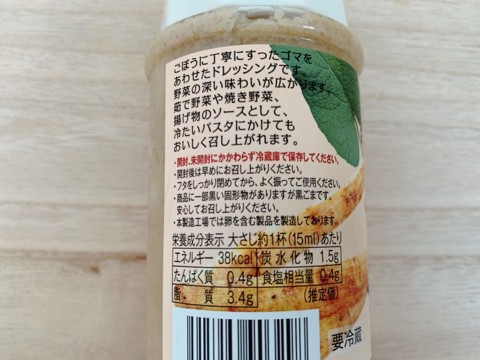 ごぼうに丁寧にすったゴマを
あわせたドレッシングです。
野菜の深い味わいが広がります。
茹で野菜や焼き野菜、
揚げ物のソースとして、
冷たいパスタにかけても
おいしく召し上がれます。
・開封、未開封にかかわらず冷蔵庫で保存してください。
・開封後は早めにお召し上がりください。
・フタをしっかり閉めてから、よく振ってご使用ください。
・商品に一部黒い固形物がありますが黒ごまです。
安心してお召し上がりください。
・本製造工場では卵を含む製品を製造しております。
栄養成分表示 大さじ約1杯(15ml)あたり
エネルギー 38kcal 炭水化物 1.5g
たんぱく質 0.4g 食塩相当量 0.4g
脂質 3.4g (推定値)
要冷蔵